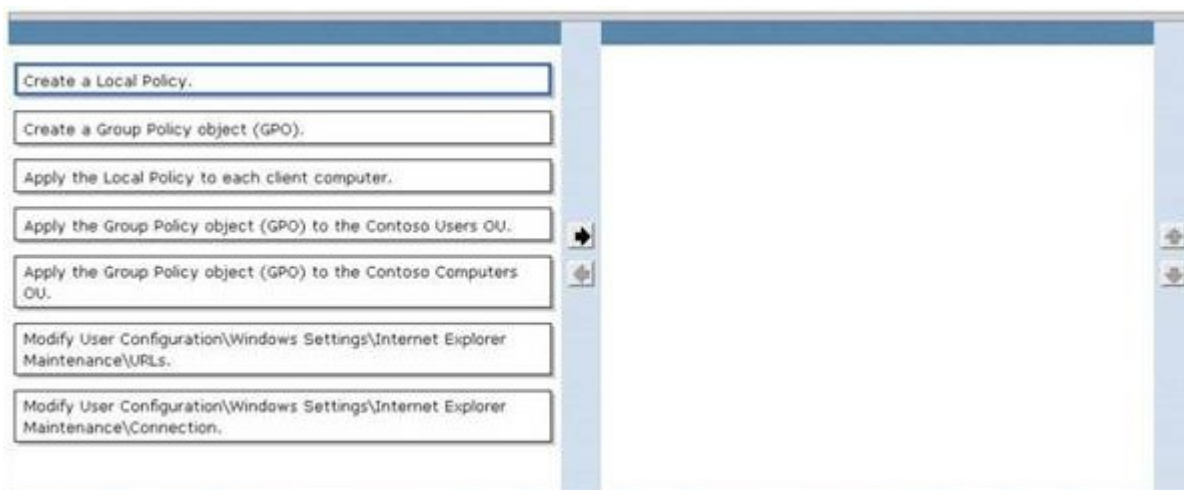 Create a Local Policy.
Create a Group Policy object (GPO).
Apply the Local Policy to each client computer.
Apply the Group Policy object (GPO) to the Contoso Users OU.
Apply the Group Policy object (GPO) to the Contoso Computers
OU.
Modify User Configuration\Windows Settings\Internet Explorer
Maintenance\URLs.
Modify User Configuration\Windows Settings\Internet Explorer
Maintenance\Connection.